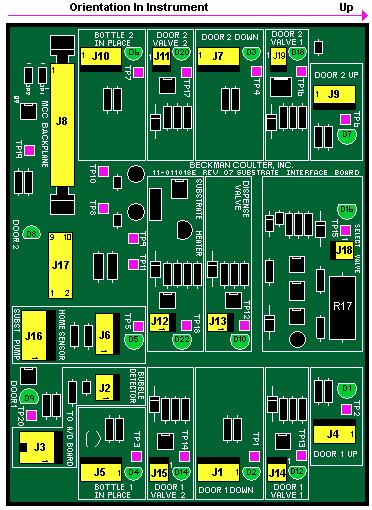 Orientation In Instrument Up
BOTTLE 2
IN PLACE
DOOR 2
VALVE 2
DOOR 2 DOWN
DOOR 2
VALVE 1
J10
D6
TP7
J11
D20
TP17
J7
D3
TP4
J19
D18
TP16
DOOR 2 UP
J9
TP6
D7
MCC BACKPLANE
J8
TP19
TP10
TP8
BECKMAN COULTER, INC.
11-011018E REV 07 SUBSTRATE INTERFACE BOARD
DOOR 2
D8
9 10
J17
1 2
TP9
TP11
SUBSTRATE HEATER
DISPENSE
VALVE
D16
TP15
SELECT VALVE
J18
R17
J16
SUBST PUMP
HOME SENSOR
J6
TP5
D5
J12
TP18
D22
J13
TP12
D10
DOOR 1
D9
TP20
J3
TO A/D BOARD
J2
BUBBLE
DETECTOR
TP3
J5
D4
BOTTLE 1
IN PLACE
TP14
J15
D14
DOOR 1
VALVE 2
TP1
J1
D2
DOOR 1 DOWN
TP13
J14
D12
DOOR 1
VALVE 1
D1
TP2
J4
DOOR 1 UP